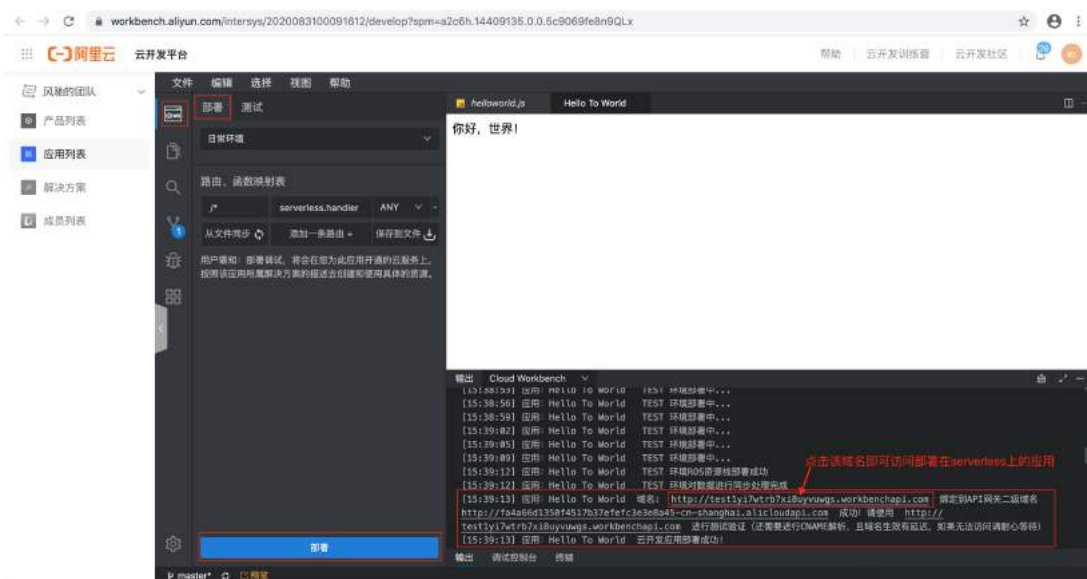 workbench.aliyun.com/intersys/2020083100091612/develop?spm=a2c6h.14409135.0.0.5c9069fe8n9QLx
阿里云 云开发平台 帮助 云开发训练营 云开发社区
风驰的团队
产品列表
应用列表
解决方案
成员列表
文件 编辑 选择 视图 帮助
部署 测试
日常环境
路由、函数映射表
/* serverless.handler ANY
从文件同步 添加一条路由 + 保存到文件
用户需知: 部署调试, 将会在您为此应用开通的云服务上,
按照该应用所属解决方案的描述去创建和使用具体的资源。
部署
master*
helloworld.js Hello To World
你好, 世界!
输出 Cloud Workbench
[15:38:53] 应用: Hello To World TEST 环境部署中...
[15:38:56] 应用: Hello To World TEST 环境部署中...
[15:38:59] 应用: Hello To World TEST 环境部署中...
[15:39:02] 应用: Hello To World TEST 环境部署中...
[15:39:05] 应用: Hello To World TEST 环境部署中...
[15:39:09] 应用: Hello To World TEST 环境部署中...
点击该域名即可访问部署在serverless上的应用
[15:39:12] 应用: Hello To World TEST 环境ROS资源栈部署成功
[15:39:12] 应用: Hello To World TEST 环境对数据进行同步处理完成
[15:39:13] 应用: Hello To World 域名: http://test1yi7wtrb7xi8uyvuwgs.workbenchapi.com 绑定到API网关二级域名
http://fa4a66d1350f4517b37efefc3e3e8a45-cn-shanghai.alicloudapi.com 成功! 请使用 http://
test1yi7wtrb7xi8uyvuwgs.workbenchapi.com 进行测试验证 (还需要进行CNAME解析, 且域名生效有延迟, 如果无法访问请耐心等待)
[15:39:13] 应用: Hello To World 云开发应用部署成功!
输出 调试控制台 终端